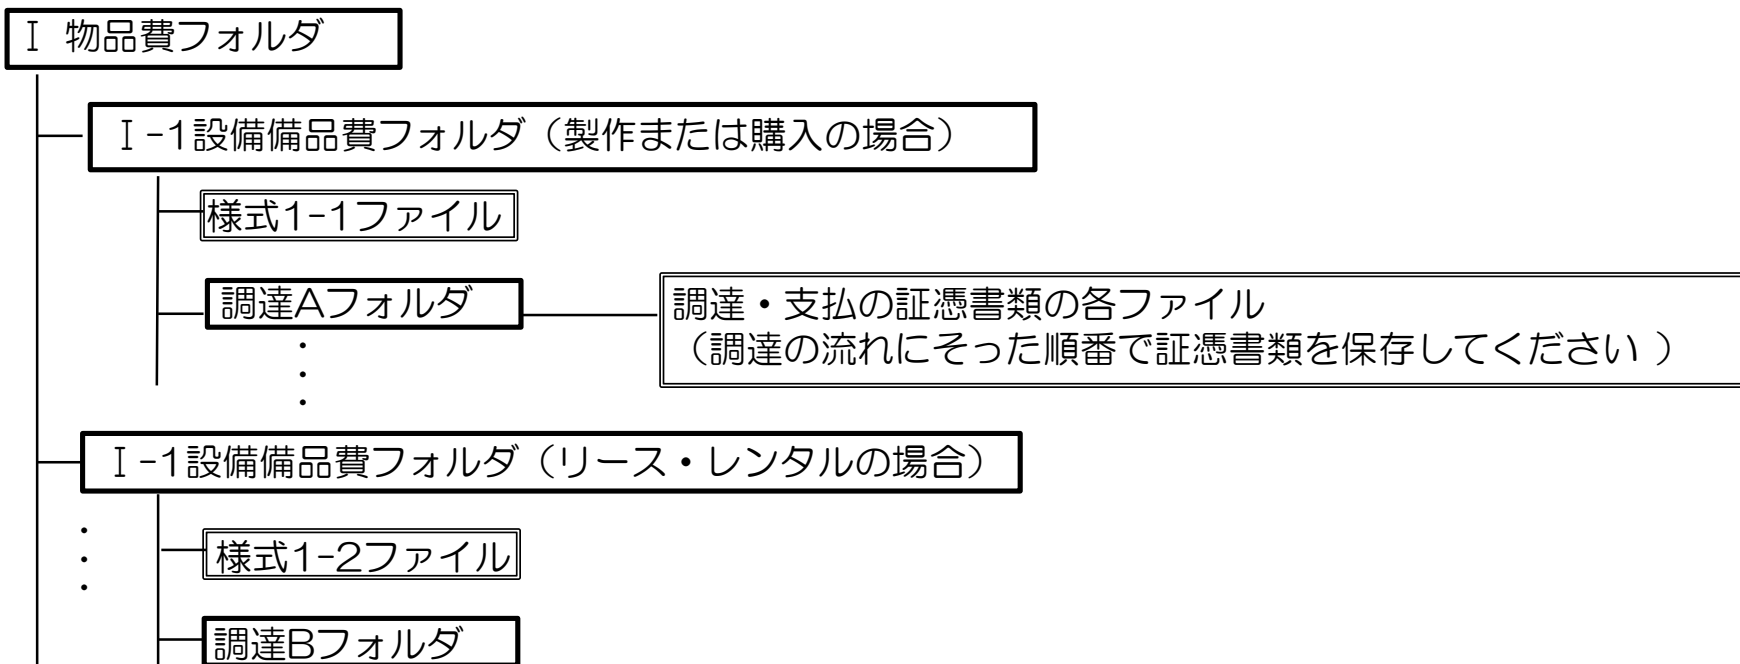 Ⅰ 物品費フォルダ
Ⅰ-1設備備品費フォルダ（製作または購入の場合）
様式1-1ファイル
調達Aフォルダ
調達・支払の証憑書類の各ファイル
（調達の流れにそった順番で証憑書類を保存してください ）
・
・
・
Ⅰ-1設備備品費フォルダ（リース・レンタルの場合）
・
・
・
様式1-2ファイル
調達Bフォルダ